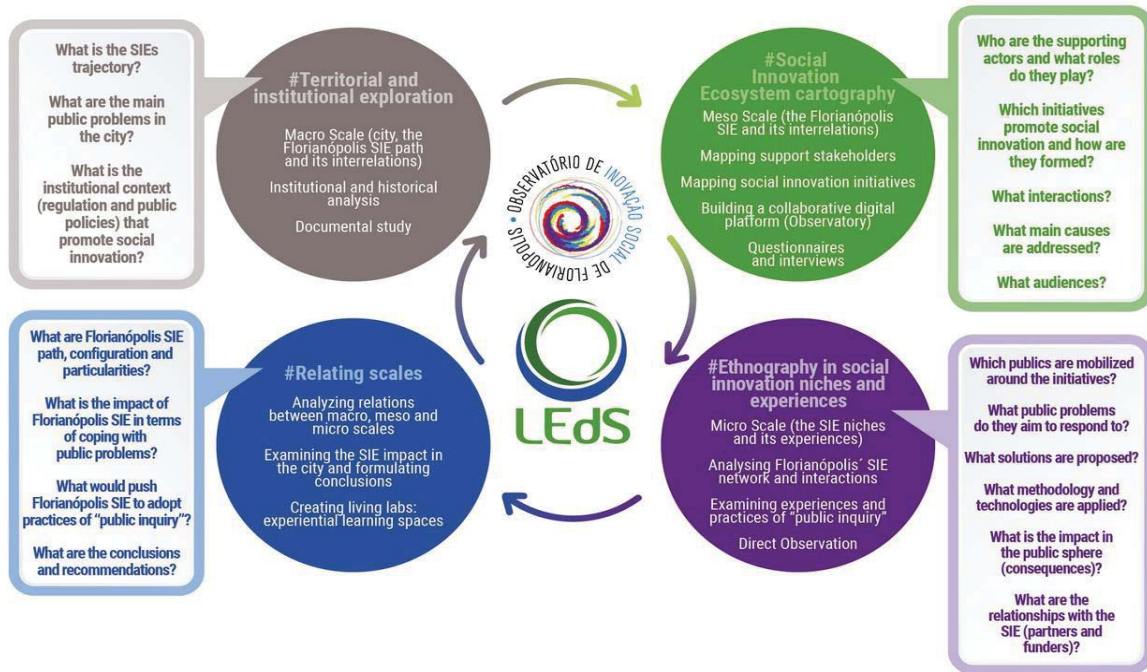 What is the SIEs
trajectory?
What are the main
public problems in
the city?
What is the
institutional context
(regulation and public
policies) that
promote social
innovation?
#Territorial and
institutional exploration
Macro Scale (city, the
Florianópolis SIE path
and its interrelations)
Institutional and historical
analysis
Documental study
#Social
Innovation
Ecosystem cartography
Meso Scale (the Florianópolis
SIE and its interrelations)
Mapping support stakeholders
Mapping social innovation initiatives
Building a collaborative digital
platform (Observatory)
Questionnaires
and interviews
Who are the supporting
actors and what roles
do they play?
Which initiatives
promote social
innovation and how are
they formed?
What interactions?
What main causes
are addressed?
What audiences?
OBSERVATÓRIO DE INOVAÇÃO SOCIAL DE FLORIANÓPOLIS •
LEdS
What are Florianópolis SIE
path, configuration and
particularities?
What is the impact of
Florianópolis SIE in terms
of coping with
public problems?
What would push
Florianópolis SIE to adopt
practices of “public inquiry”?
What are the conclusions
and recommendations?
#Relating scales
Analyzing relations
between macro, meso and
micro scales
Examining the SIE impact in
the city and formulating
conclusions
Creating living labs:
experiential learning spaces
#Ethnography in social
innovation niches and
experiences
Micro Scale (the SIE niches
and its experiences)
Analysing Florianópolis´ SIE
network and interactions
Examining experiences and
practices of “public inquiry”
Direct Observation
Which publics are mobilized
around the initiatives?
What public problems
do they aim to respond to?
What solutions are proposed?
What methodology and
technologies are applied?
What is the impact in
the public sphere
(consequences)?
What are the
relationships with the
SIE (partners and
funders)?